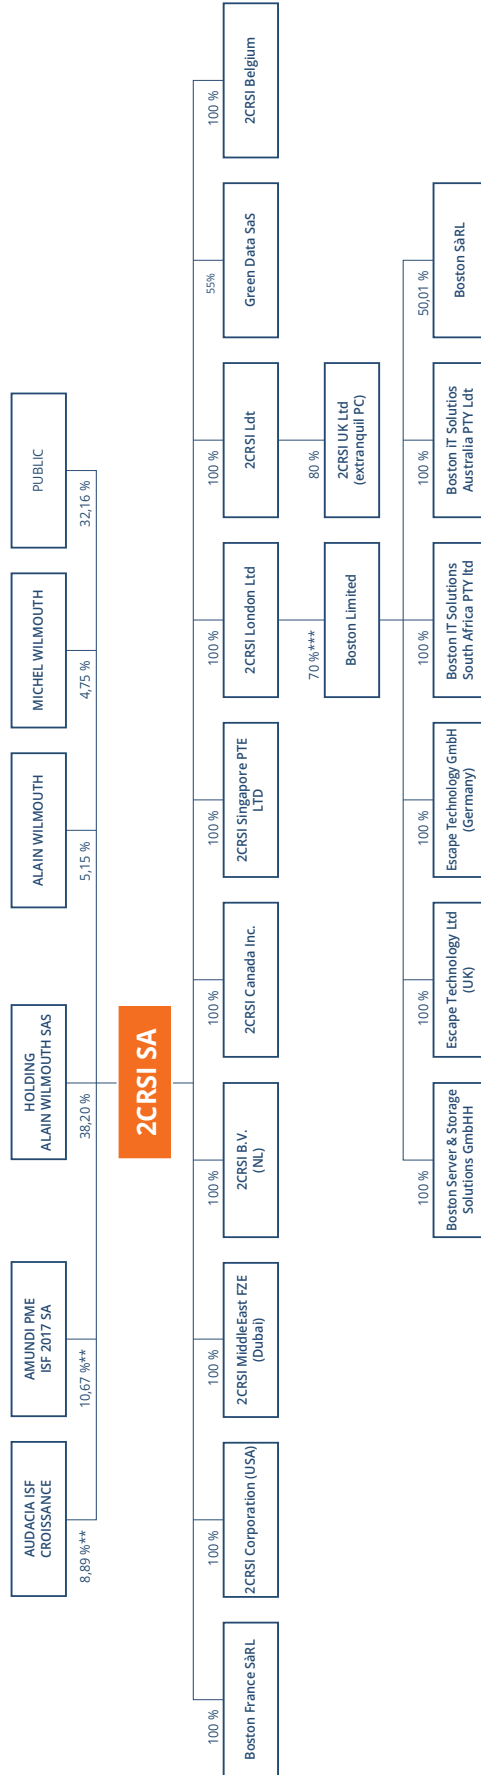 AUDACIA ISF
CROISSANCE
8,89 %**
AMUNDI PME
ISF 2017 SA
10,67 %**
HOLDING
ALAIN WILMOUTH SAS
38,20 %
ALAIN WILMOUTH
5,15 %
MICHEL WILMOUTH
4,75 %
PUBLIC
32,16 %
2CRSI SA
100 %
Boston France SàRL
100 %
2CRSI Corporation (USA)
100 %
2CRSI MiddleEast FZE
(Dubai)
100 %
2CRSI B.V.
(NL)
100 %
2CRSI Canada Inc.
100 %
2CRSI Singapore PTE
LTD
100 %
2CRSI London Ltd
100 %
2CRSI Ldt
55%
Green Data SaS
100 %
2CRSI Belgium
70 %***
Boston Limited
80 %
2CRSI UK Ltd
(extranquil PC)
100 %
Boston Server & Storage
Solutions GmbHH
100 %
Escape Technology Ltd
(UK)
100 %
Escape Technology GmbH
(Germany)
100 %
Boston IT Solutions
South Africa PTY ltd
100 %
Boston iT Solutios
Australia PTY Ldt
50,01 %
Boston SàRL